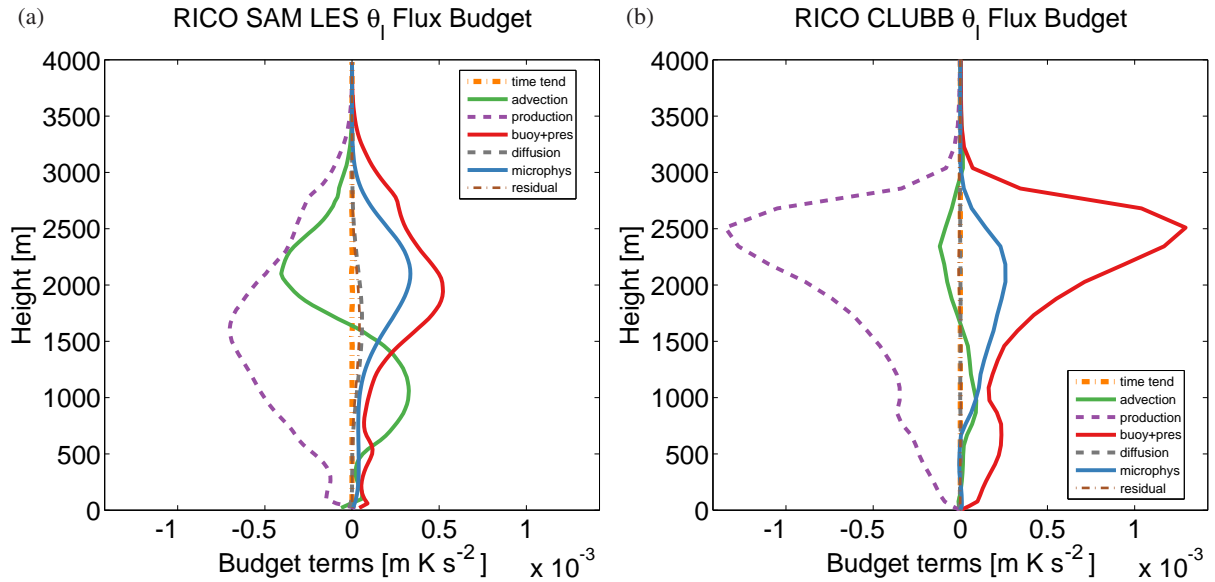 (a)
RICO SAM LES θl Flux Budget
4000
3500
3000
2500
2000
1500
1000
500
0
Height [m]
time tend
advection
production
buoy+pres
diffusion
microphys
residual
-1
-0.5
0
0.5
1
x 10-3
Budget terms [m K s-2]
(b)
RICO CLUBB θl Flux Budget
4000
3500
3000
2500
2000
1500
1000
500
0
Height [m]
time tend
advection
production
buoy+pres
diffusion
microphys
residual
-1
-0.5
0
0.5
1
x 10-3
Budget terms [m K s-2]